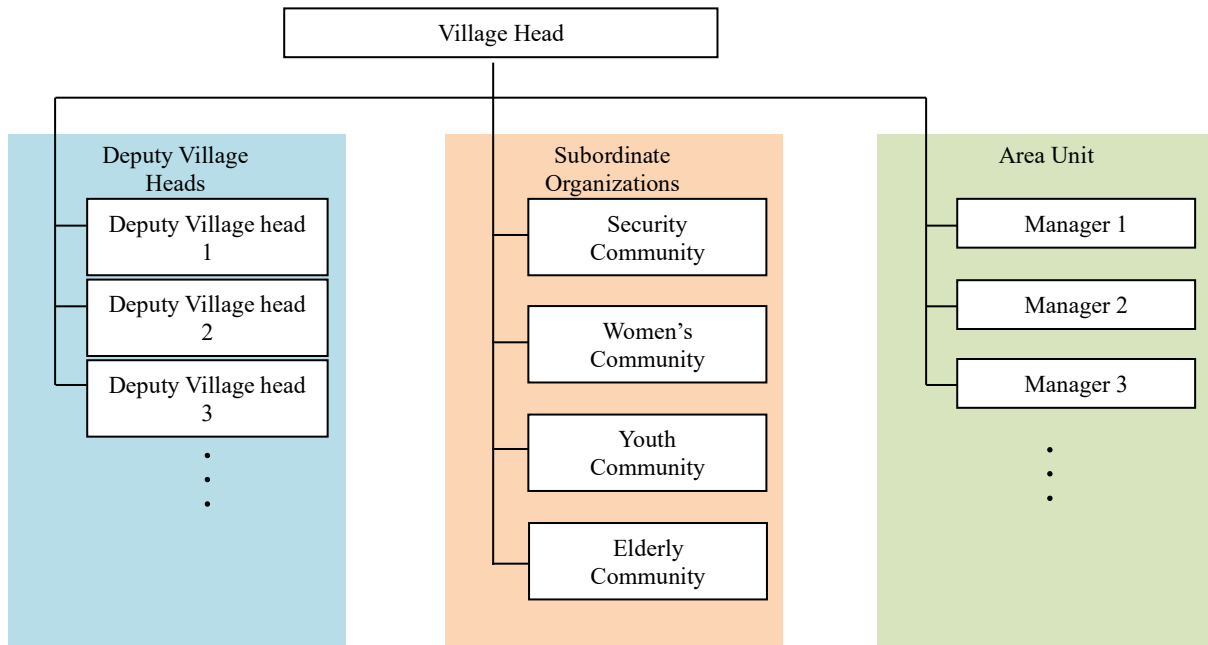 Village Head
Deputy Village
Heads
Deputy Village head
1
Deputy Village head
2
Deputy Village head
3
Subordinate
Organizations
Security
Community
Women’s
Community
Youth
Community
Elderly
Community
Area Unit
Manager 1
Manager 2
Manager 3